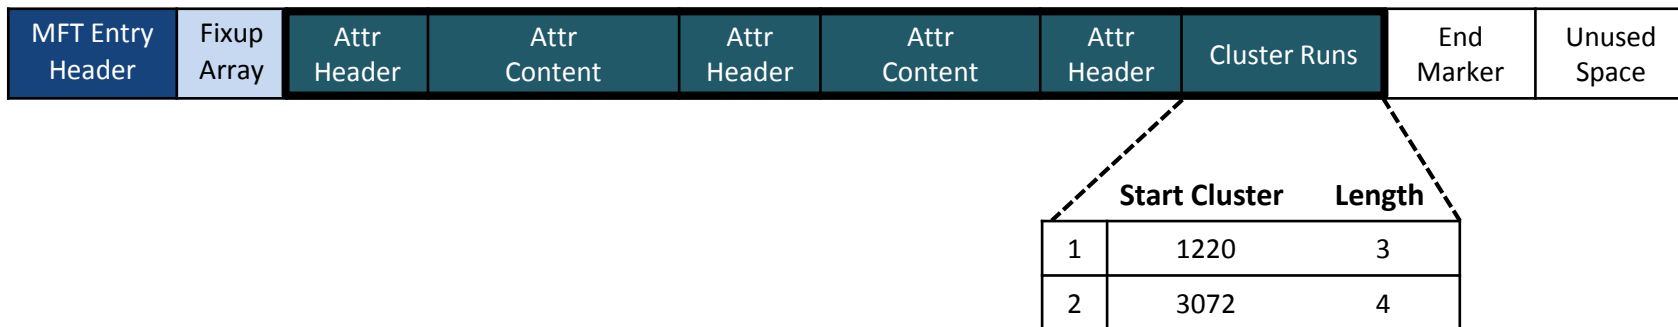 MFT Entry Header
Fixup Array
Attr Header
Attr Content
Attr Header
Attr Content
Attr Header
Cluster Runs
End Marker
Unused Space
Start Cluster Length
1 1220 3
2 3072 4